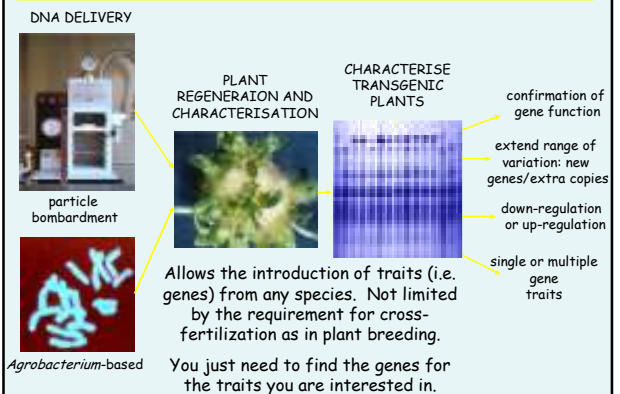 DNA DELIVERY
particle
bombardment
Agrobacterium-based
PLANT
REGENERAION AND
CHARACTERISATION
CHARACTERISE
TRANSGENIC
PLANTS
confirmation of
gene function
extend range of
variation: new
genes/extra copies
down-regulation
or up-regulation
single or multiple
gene
traits
Allows the introduction of traits (i.e.
genes) from any species.  Not limited
by the requirement for cross-
fertilization as in plant breeding.
You just need to find the genes for
the traits you are interested in.